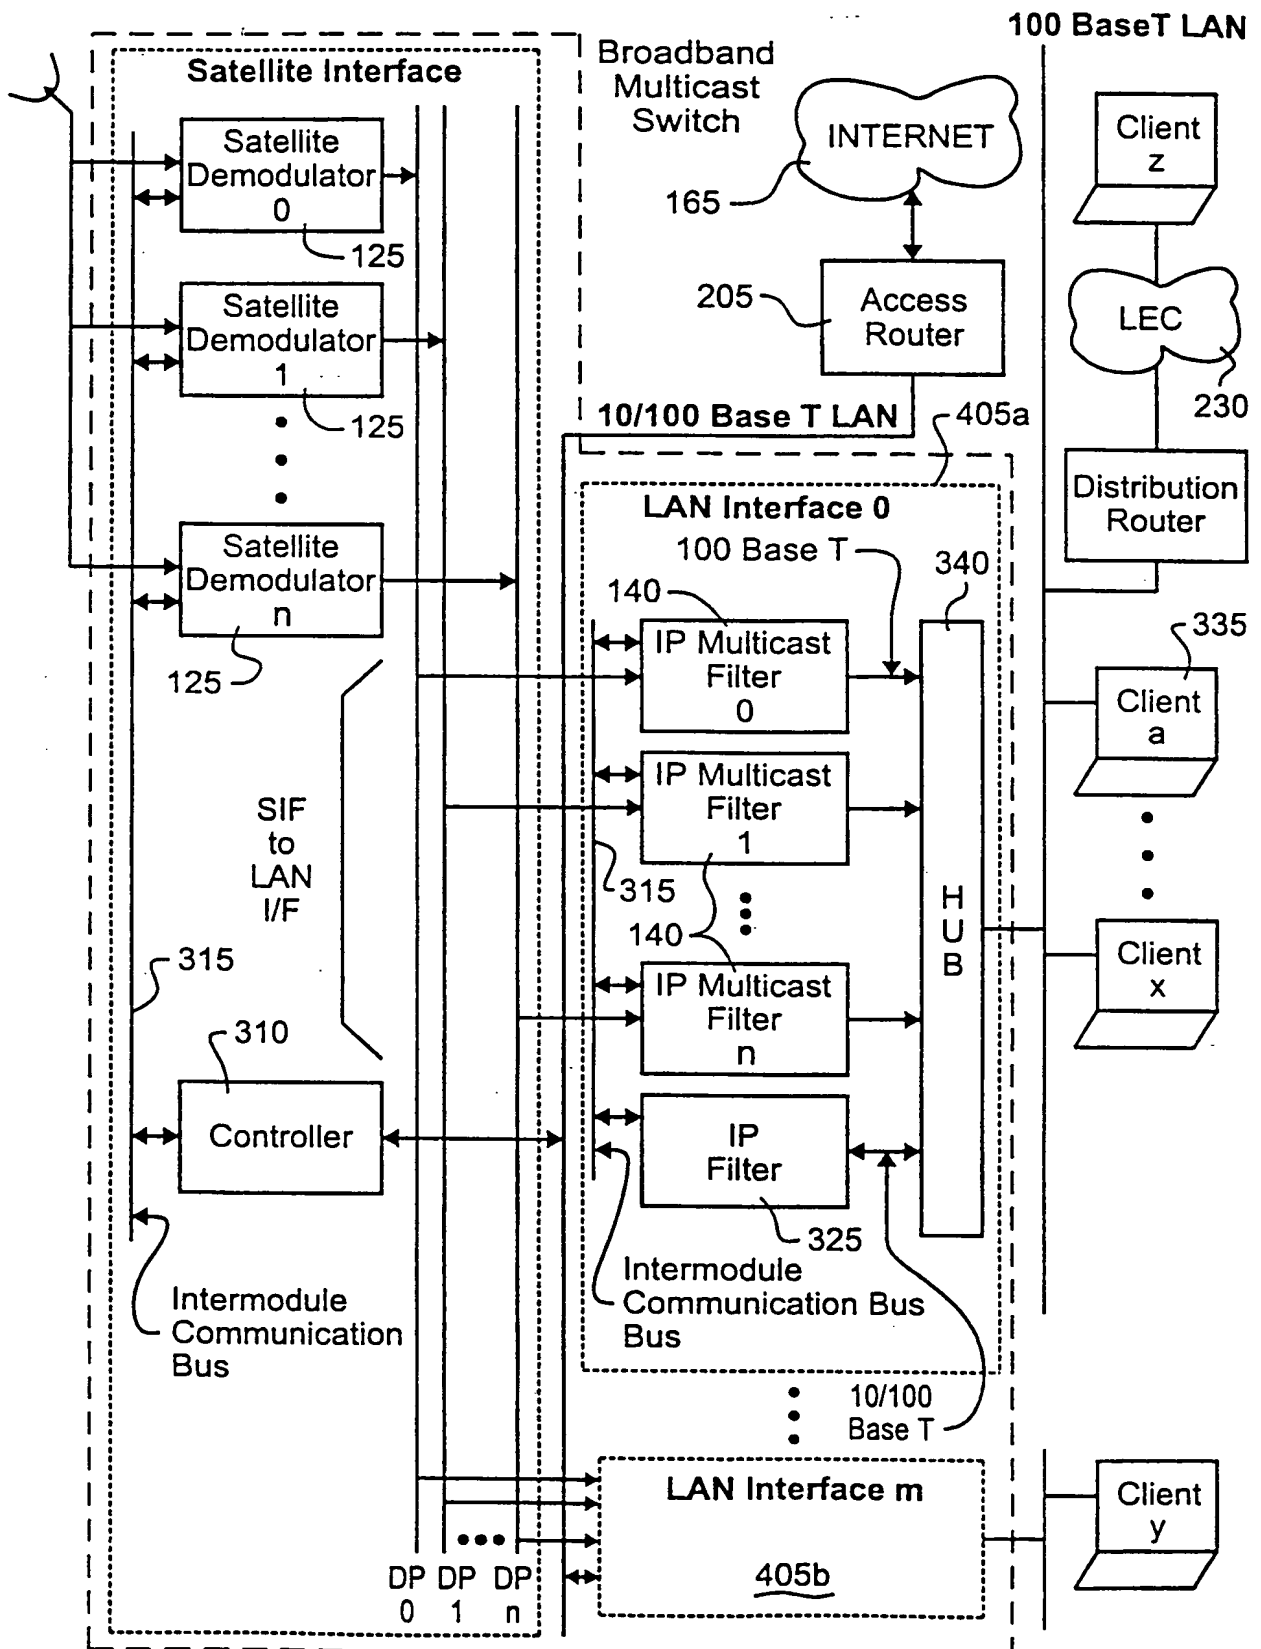 100 BaseT LAN
Broadband
Multicast
Switch
Satellite Interface
Satellite
Demodulator
0
125
Satellite
Demodulator
1
125
Satellite
Demodulator
n
125
SIF
to
LAN
I/F
315
310
Controller
Intermodule
Communication
Bus
DP DP DP
0 1 n
INTERNET
165
205
Access
Router
10/100 Base T LAN
405a
LAN Interface 0
100 Base T
340
140
IP Multicast
Filter
0
IP Multicast
Filter
1
315
140
IP Multicast
Filter
n
IP
Filter
325
HUB
Intermodule
Communication Bus
Bus
10/100
Base T
LAN Interface m
405b
Client
z
LEC
230
Distribution
Router
335
Client
a
Client
x
Client
y